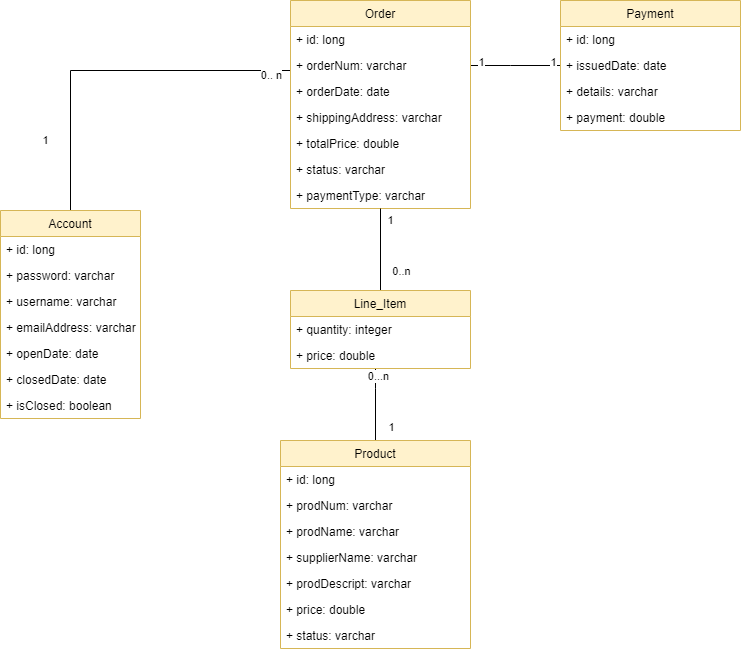 Order
+ id: long
+ orderNum: varchar
+ orderDate: date
+ shippingAddress: varchar
+ totalPrice: double
+ status: varchar
+ paymentType: varchar
Payment
+ id: long
+ issuedDate: date
+ details: varchar
+ payment: double
1
1
0.. n
1
Account
+ id: long
+ password: varchar
+ username: varchar
+ emailAddress: varchar
+ openDate: date
+ closedDate: date
+ isClosed: boolean
1
0..n
Line_Item
+ quantity: integer
+ price: double
0...n
1
Product
+ id: long
+ prodNum: varchar
+ prodName: varchar
+ supplierName: varchar
+ prodDescript: varchar
+ price: double
+ status: varchar